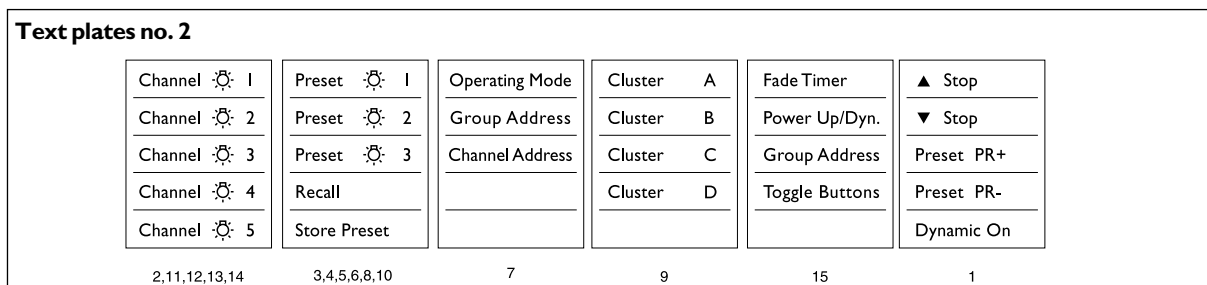 Text plates no. 2
Channel 1 Preset 1 Operating Mode Cluster A Fade Timer ▲ Stop
Channel 2 Preset 2 Group Address Cluster B Power Up/Dyn. ▼ Stop
Channel 3 Preset 3 Channel Address Cluster C Group Address Preset PR+
Channel 4 Recall Cluster D Toggle Buttons Preset PR-
Channel 5 Store Preset Dynamic On
2,11,12,13,14 3,4,5,6,8,10 7 9 15 1